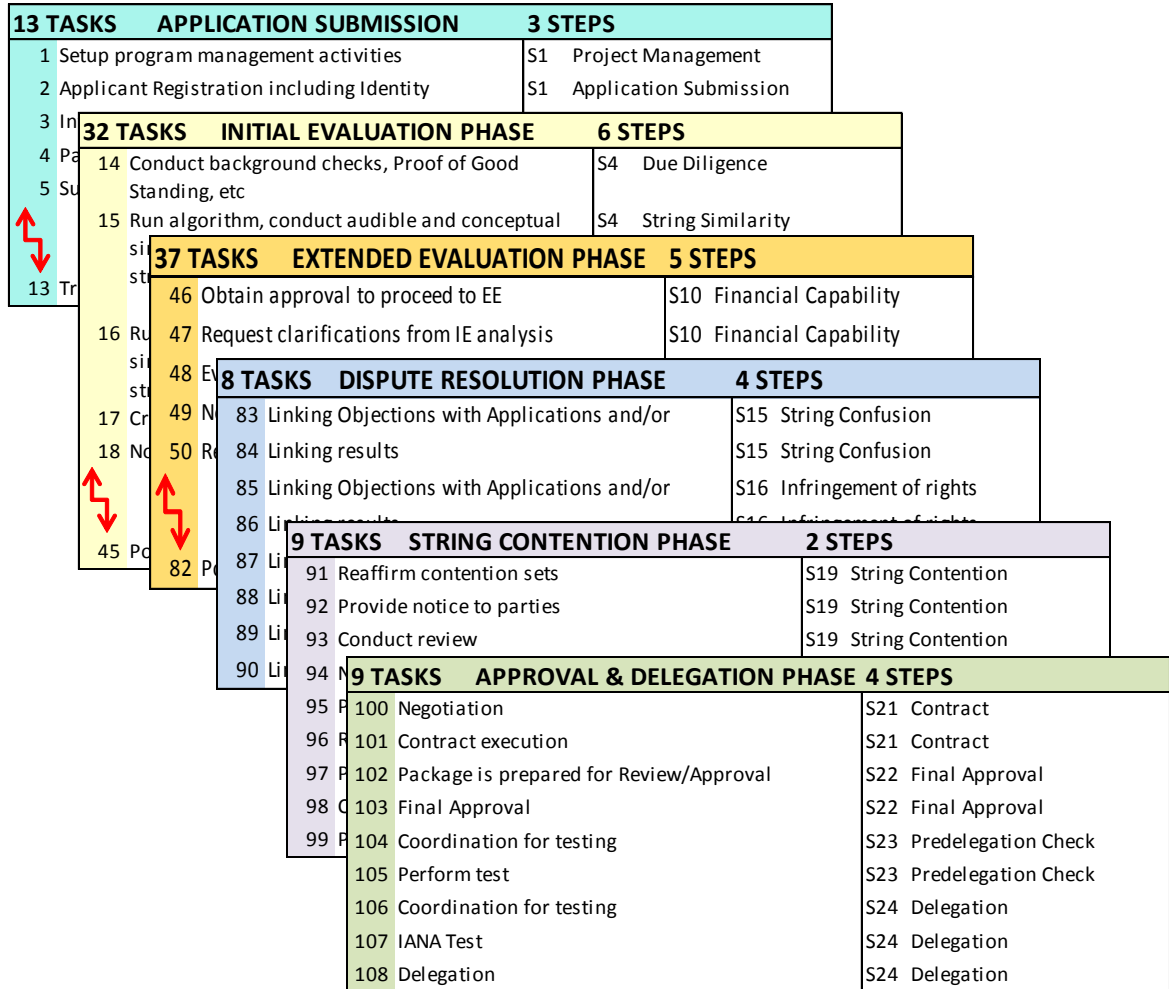 13 TASKS APPLICATION SUBMISSION 3 STEPS
1 Setup program management activities S1 Project Management
2 Applicant Registration including Identity S1 Application Submission
3
4
5
13
32 TASKS INITIAL EVALUATION PHASE 6 STEPS
14 Conduct background checks, Proof of Good S4 Due Diligence
Standing, etc
15 Run algorithm, conduct audible and conceptual S4 String Similarity
16
17
18
45
37 TASKS EXTENDED EVALUATION PHASE 5 STEPS
46 Obtain approval to proceed to EE S10 Financial Capability
47 Request clarifications from IE analysis S10 Financial Capability
48
49
50
82
8 TASKS DISPUTE RESOLUTION PHASE 4 STEPS
83 Linking Objections with Applications and/or S15 String Confusion
84 Linking results S15 String Confusion
85 Linking Objections with Applications and/or S16 Infringement of rights
86 Linking results S16 Infringement of rights
87
88
89
90
9 TASKS STRING CONTENTION PHASE 2 STEPS
91 Reaffirm contention sets S19 String Contention
92 Provide notice to parties S19 String Contention
93 Conduct review S19 String Contention
94
95
96
97
98
99
9 TASKS APPROVAL & DELEGATION PHASE 4 STEPS
100 Negotiation S21 Contract
101 Contract execution S21 Contract
102 Package is prepared for Review/Approval S22 Final Approval
103 Final Approval S22 Final Approval
104 Coordination for testing S23 Predelegation Check
105 Perform test S23 Predelegation Check
106 Coordination for testing S24 Delegation
107 IANA Test S24 Delegation
108 Delegation S24 Delegation